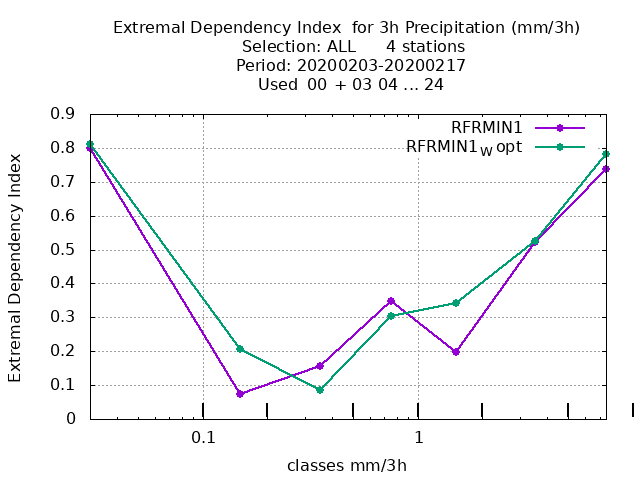 Extremal Dependency Index  for 3h Precipitation (mm/3h)
Selection: ALL      4 stations
Period: 20200203-20200217
Used  00  + 03 04 ... 24
RFRMIN1
RFRMIN1W opt
0.9
0.8
0.7
0.6
0.5
0.4
0.3
0.2
0.1
0
Extremal Dependency Index
0.1
1
classes mm/3h